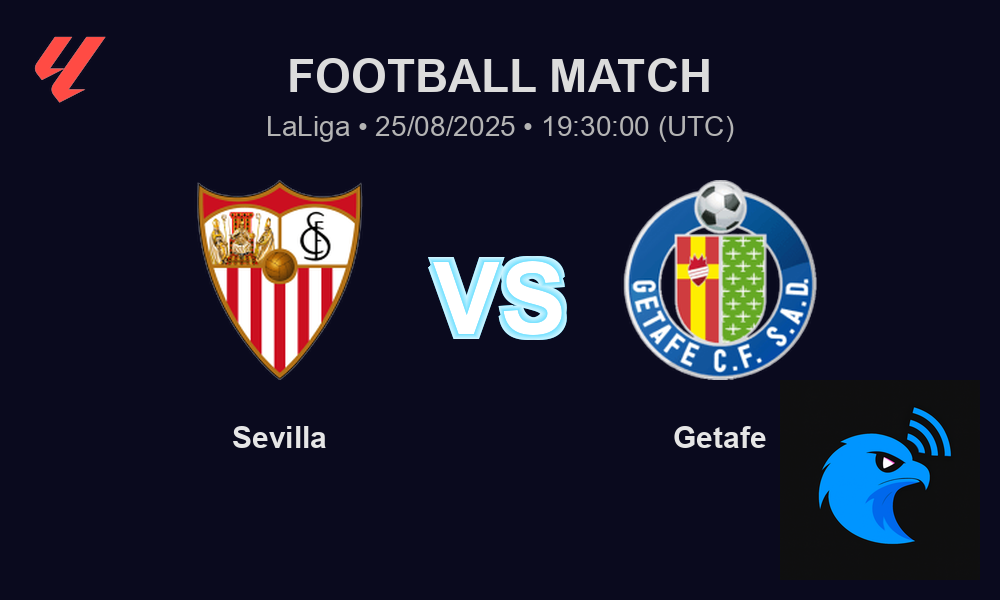 FOOTBALL MATCH
LaLiga • 25/08/2025 • 19:30:00 (UTC)
VS
GETAFE C.F. S.A.D.
Sevilla
Getafe